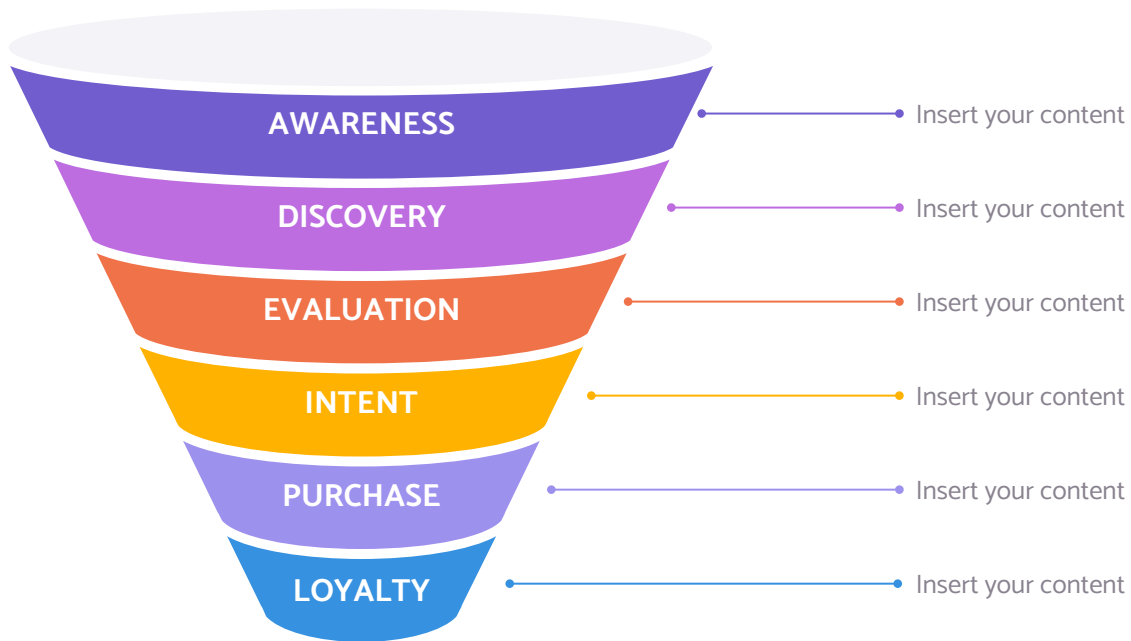 AWARENESS
Insert your content
DISCOVERY
Insert your content
EVALUATION
Insert your content
INTENT
Insert your content
PURCHASE
Insert your content
LOYALTY
Insert your content